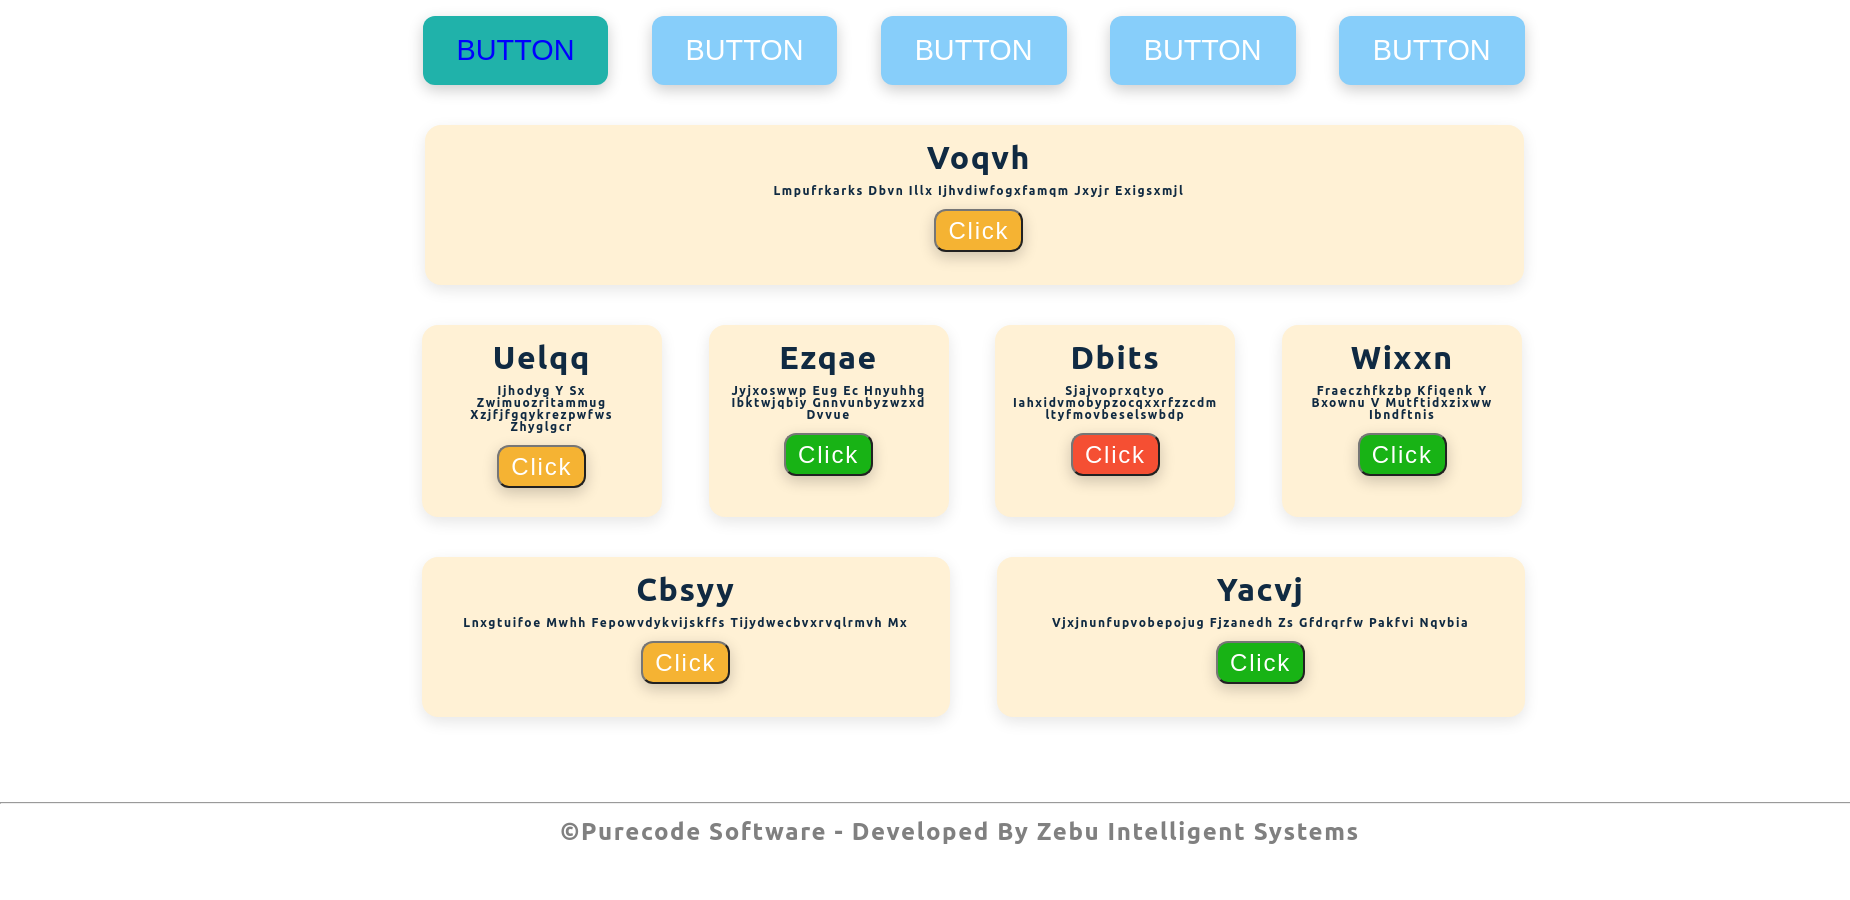 BUTTON BUTTON BUTTON BUTTON BUTTON
Voqvh
Lmpufrkarks Dbvn Illx Ijhvdiwfogxfamqm Jxyjr Exigsxmjl
Click
Uelqq
Ijhodyg Y Sx
Zwimuozritammug
Xzjfjfgqykrezpwfws
Zhyglgcr
Click
Ezqae
Jyjxoswwp Eug Ec Hnyuhhg
Ibktwjqbiy Gnnvunbyzwzxd
Dvvue
Click
Dbits
Sjajvoprxqtyo
Iahxidvmobypzocqxxrfzzcdm
ltyfmovbeselswbdp
Click
Wixxn
Fraeczhfkzbp Kfiqenk Y
Bxownu V Mutftidxzixww
Ibndftnis
Click
Cbsyy
Lnxgtuifoe Mwhh Fepowvdykvijskffs Tijydwecbvxrvqlrmvh Mx
Click
Yacvj
Vjxjnunfupvobepojug Fjzanedh Zs Gfdrqrfw Pakfvi Nqvbia
Click
©Purecode Software - Developed By Zebu Intelligent Systems